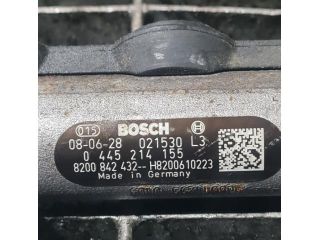 015 BOSCH
08-06-28 021530 L3
0 445 214 155
8200 842 432--H8200610223
Made in Germany